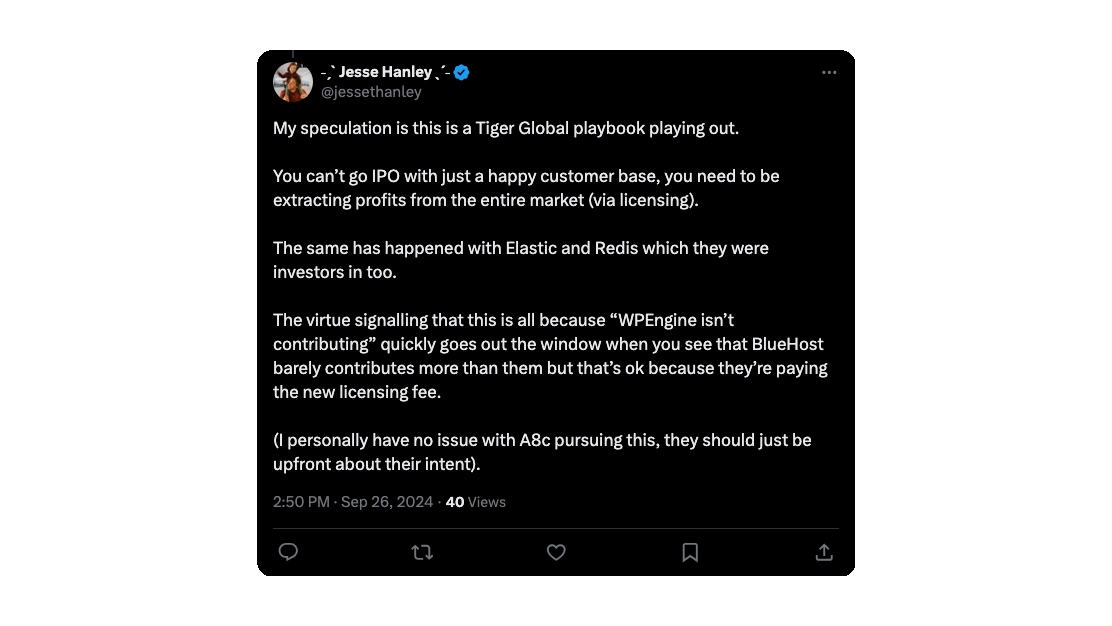 -ˎˋ Jesse Hanley ˎˊ-
@jessethanley
My speculation is this is a Tiger Global playbook playing out.
You can’t go IPO with just a happy customer base, you need to be
extracting profits from the entire market (via licensing).
The same has happened with Elastic and Redis which they were
investors in too.
The virtue signalling that this is all because “WPEngine isn’t
contributing” quickly goes out the window when you see that BlueHost
barely contributes more than them but that’s ok because they’re paying
the new licensing fee.
(I personally have no issue with A8c pursuing this, they should just be
upfront about their intent).
2:50 PM · Sep 26, 2024 · 40 Views